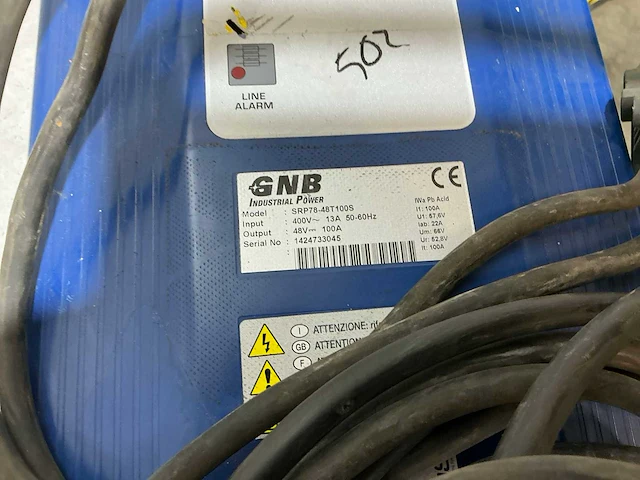 502
LINE
ALARM
GNB
INDUSTRIAL POWER
CE
Model : SRP78-48T100S
Input : 400V~ 13A 50-60Hz
Output : 48V⎓ 100A
Serial No : 1424733045
IWa Pb Acid
I1: 100A
U1: 57,6V
Iab: 22A
Um: 66V
Ur: 52,8V
It: 100A
I ATTENZIONE:
GB ATTENTION
F